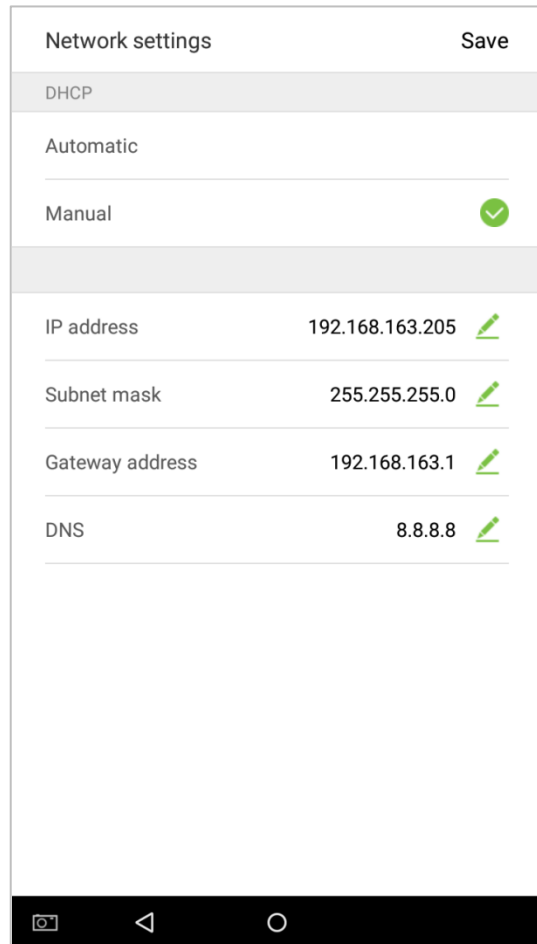 Network settings Save
DHCP
Automatic
Manual
IP address 192.168.163.205
Subnet mask 255.255.255.0
Gateway address 192.168.163.1
DNS 8.8.8.8